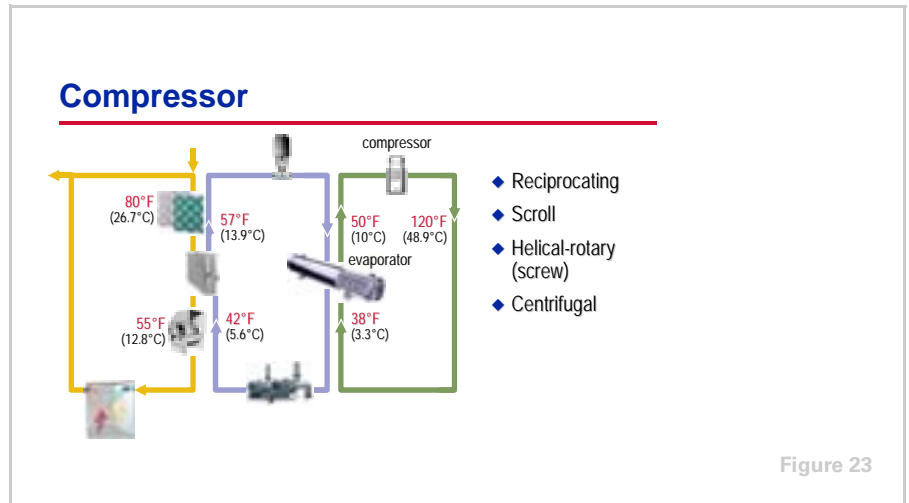 Compressor
compressor
80°F
(26.7°C)
57°F
(13.9°C)
50°F
(10°C)
120°F
(48.9°C)
evaporator
55°F
(12.8°C)
42°F
(5.6°C)
38°F
(3.3°C)
Reciprocating
Scroll
Helical-rotary
(screw)
Centrifugal
Figure 23